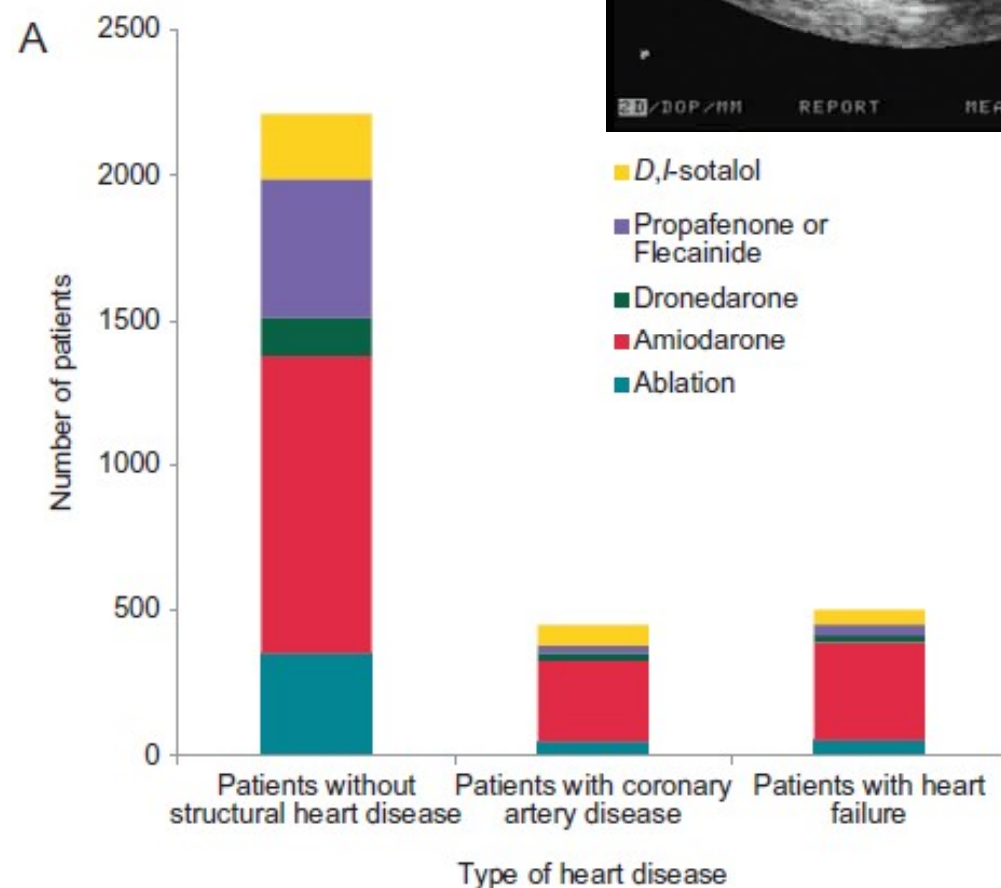 A
2500
2000
1500
1000
500
0
Number of patients
2D/DOP/MM REPORT
D,l-sotalol
Propafenone or
Flecainide
Dronedarone
Amiodarone
Ablation
Patients without
structural heart disease
Patients with coronary
artery disease
Patients with heart
failure
Type of heart disease